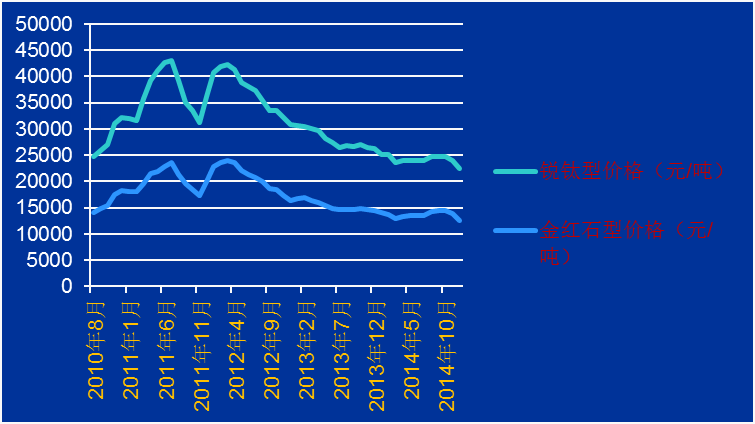 50000
45000
40000
35000
30000
25000
20000
15000
10000
5000
0
2010年8月
2011年1月
2011年6月
2011年11月
2012年4月
2012年9月
2013年2月
2013年7月
2013年12月
2014年5月
2014年10月
锐钛型价格（元/吨）
金红石型价格（元/
吨）